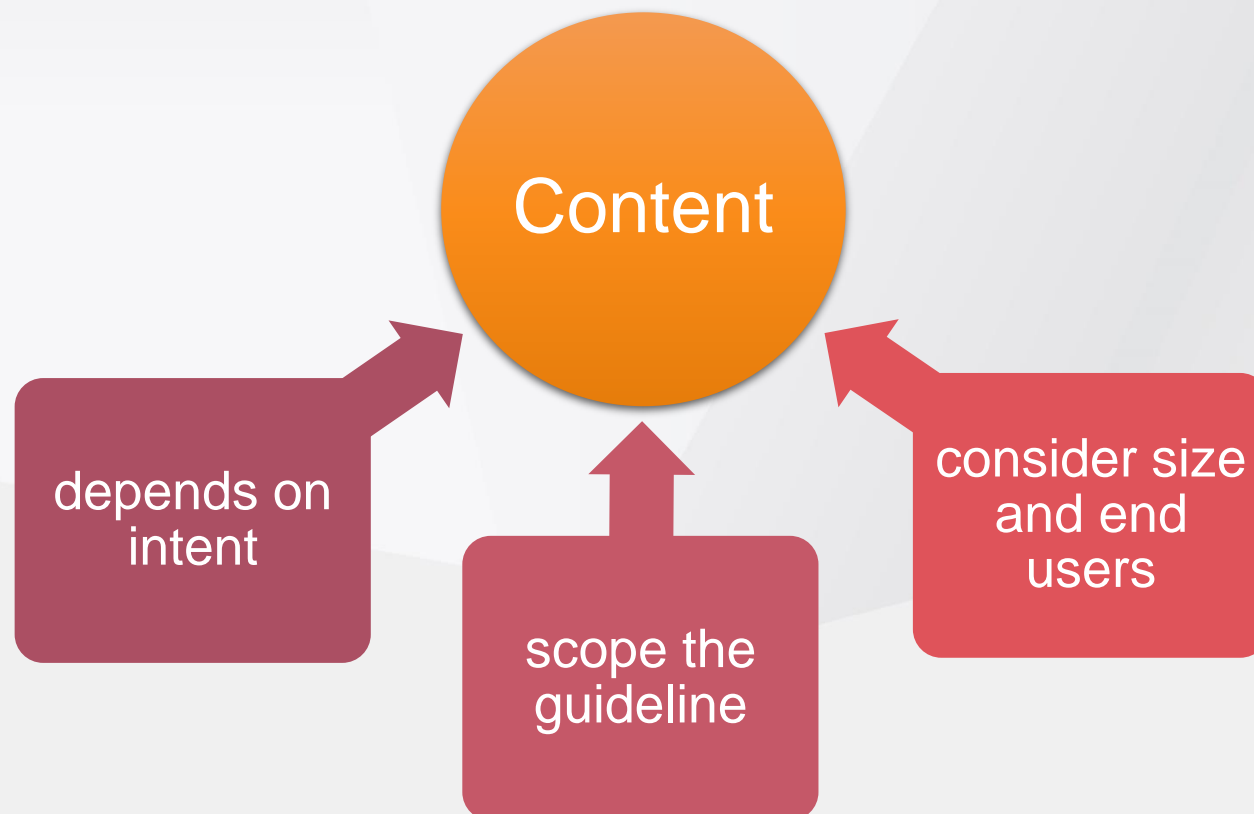 Content
depends on
intent
scope the
guideline
consider size
and end
users